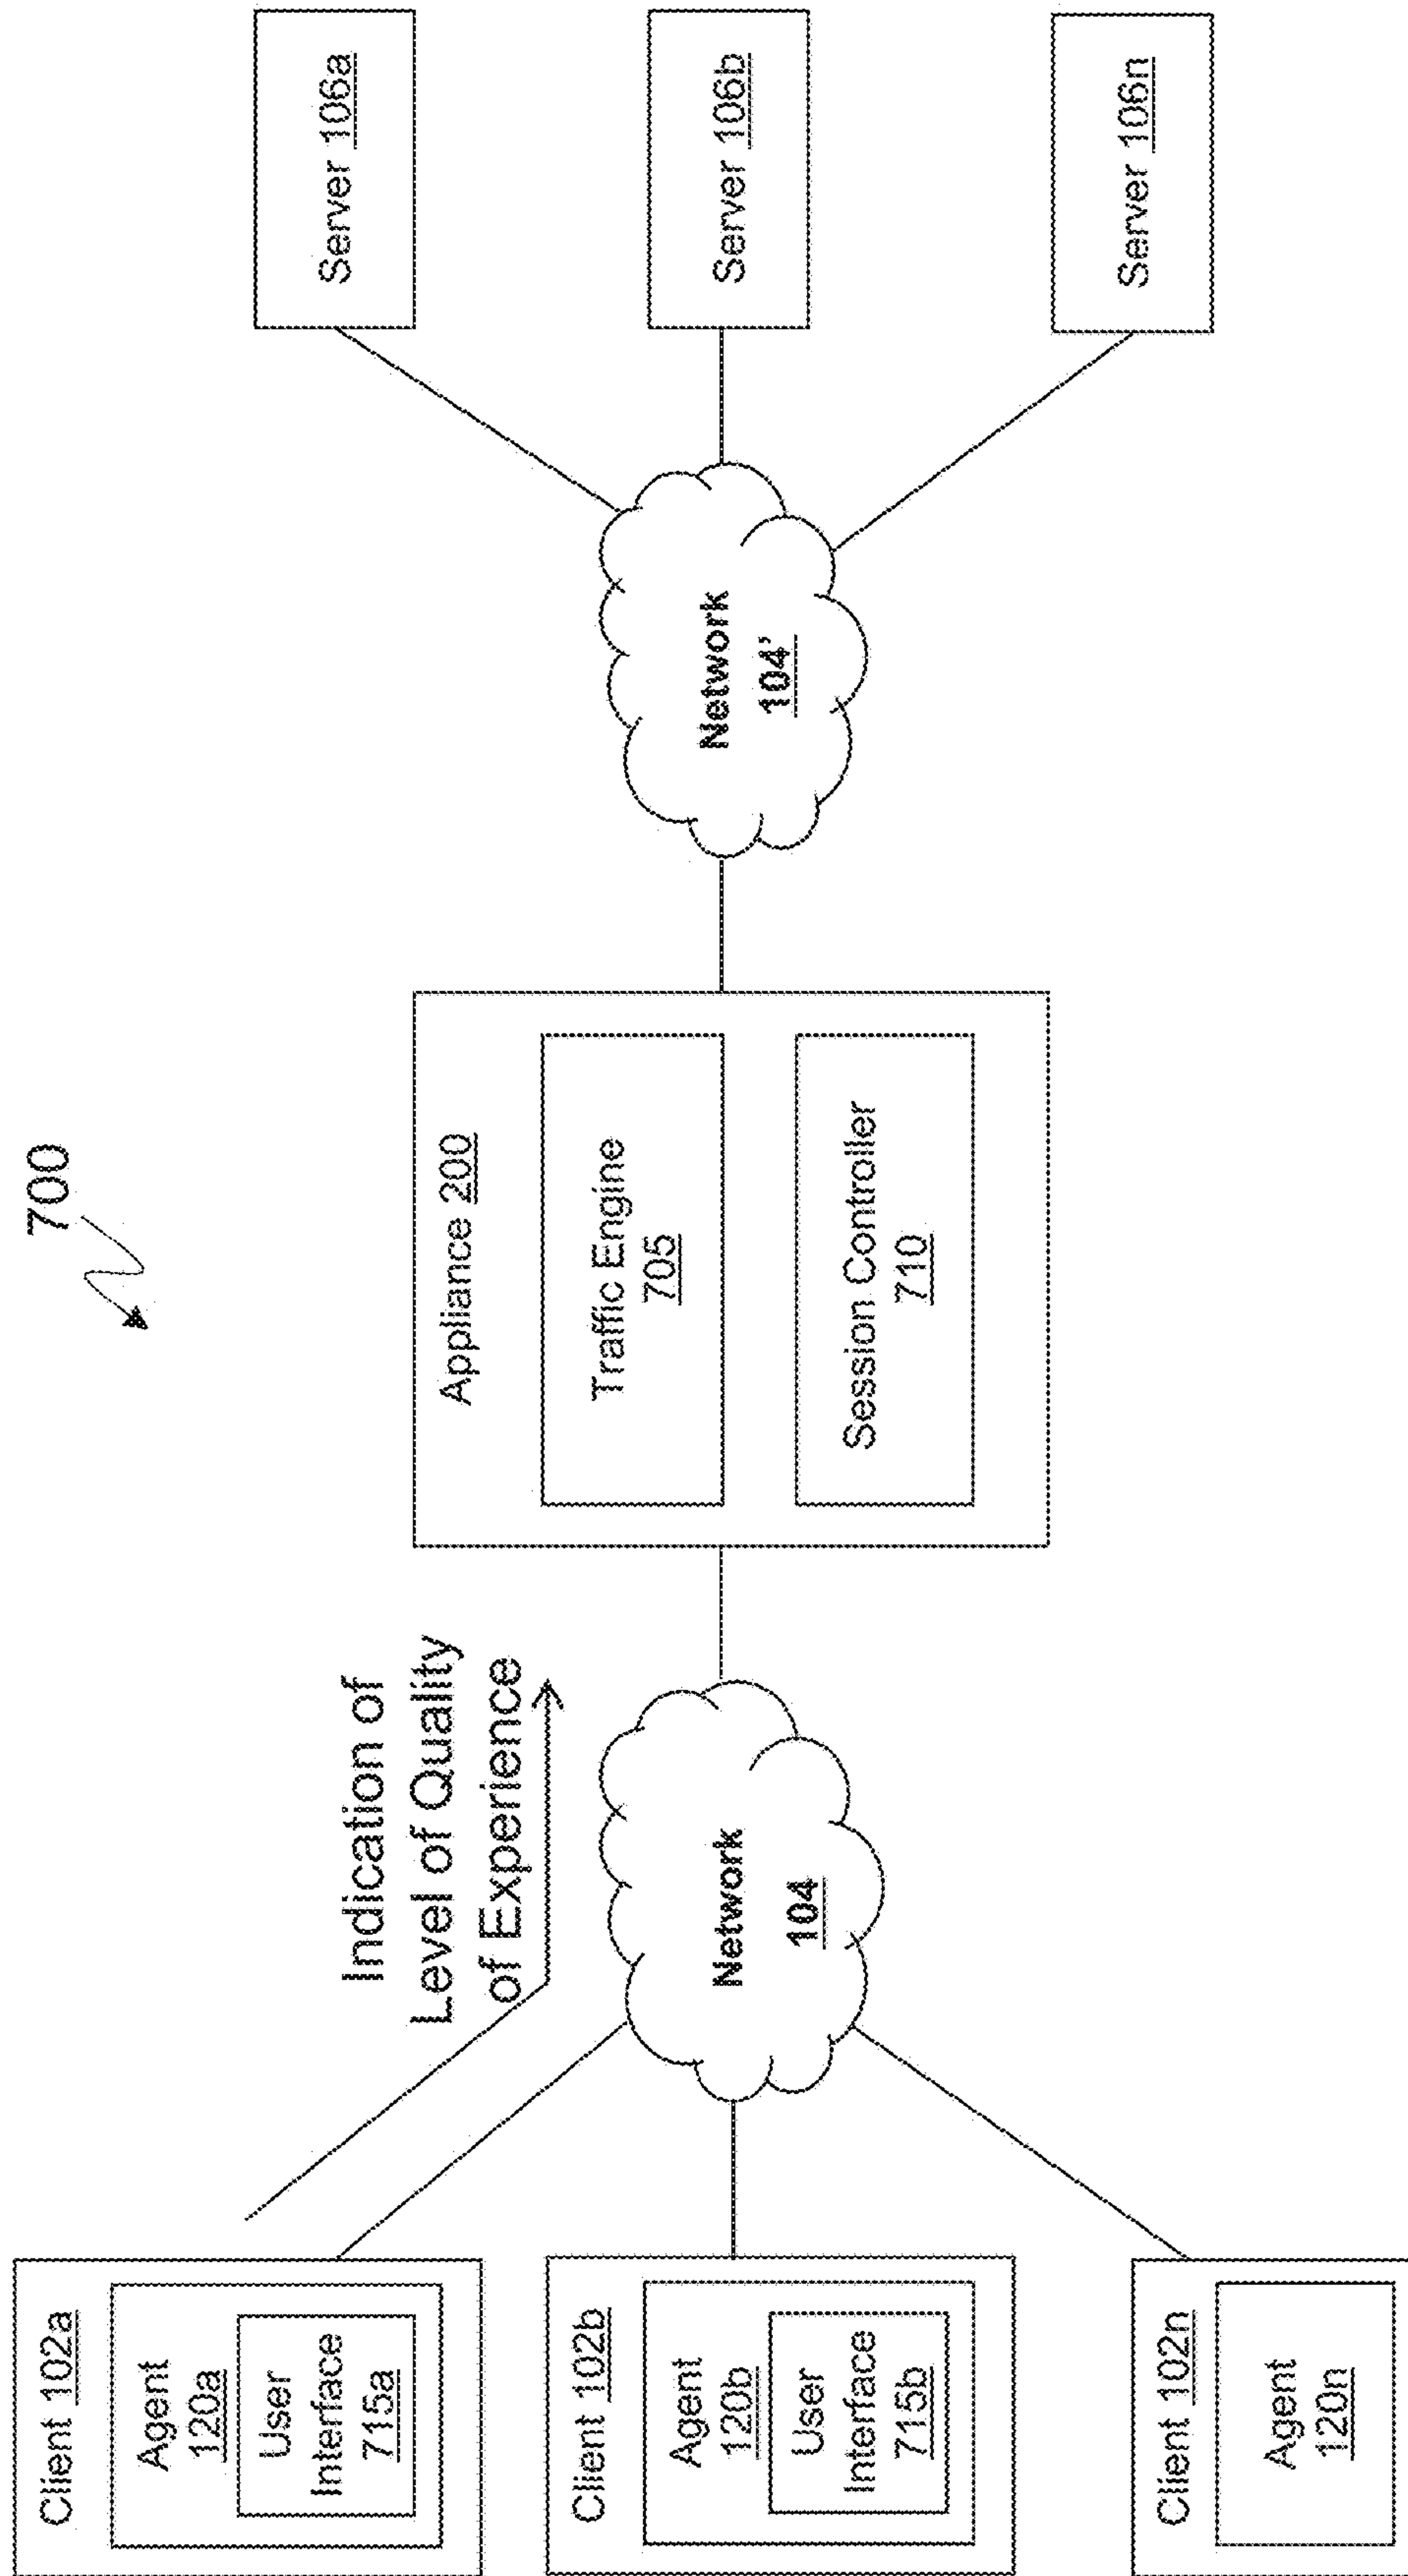 700
Client 102a
Agent
120a
User
Interface
715a
Client 102b
Agent
120b
User
Interface
715b
Client 102n
Agent
120n
Indication of
Level of Quality
of Experience
Network
104
Appliance 200
Traffic Engine
705
Session Controller
710
Network
104'
Server 106a
Server 106b
Server 106n